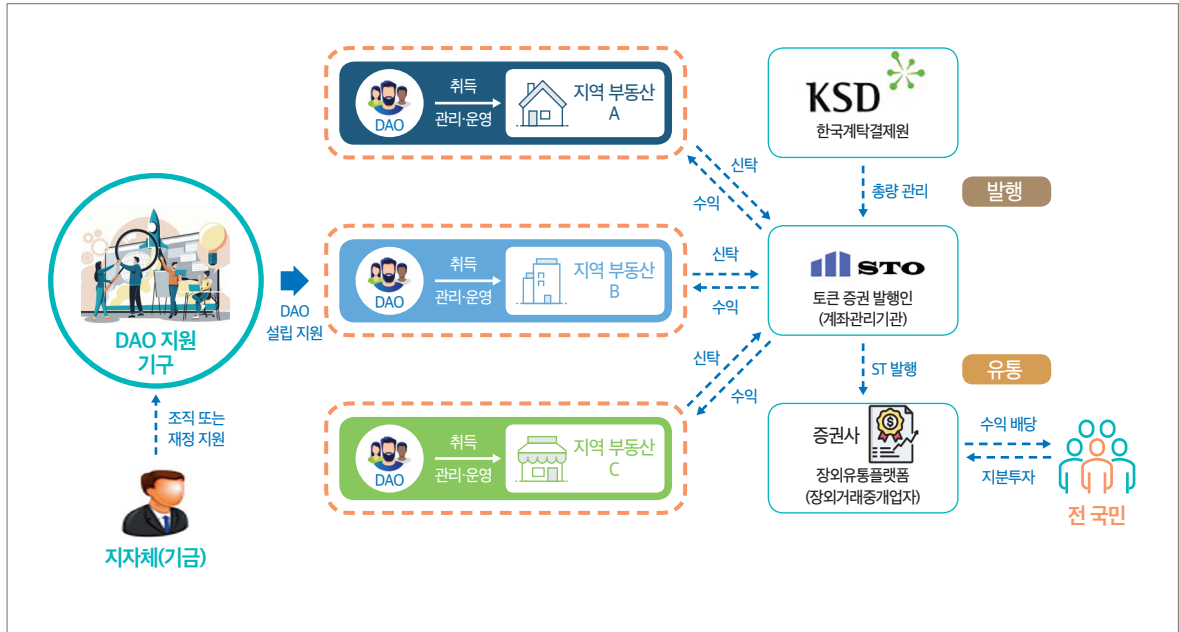 DAO
취득
관리·운영
지역 부동산
A
KSD
한국계탁결제원
신탁
수익
총량 관리
발행
DAO 지원
기구
DAO
설립 지원
DAO
취득
관리·운영
지역 부동산
B
신탁
수익
STO
토큰 증권 발행인
(계좌관리기관)
신탁
수익
ST 발행
유통
조직 또는
재정 지원
지자체(기금)
DAO
취득
관리·운영
지역 부동산
C
증권사
장외유통플랫폼
(장외거래중개업자)
수익 배당
지분투자
전 국민